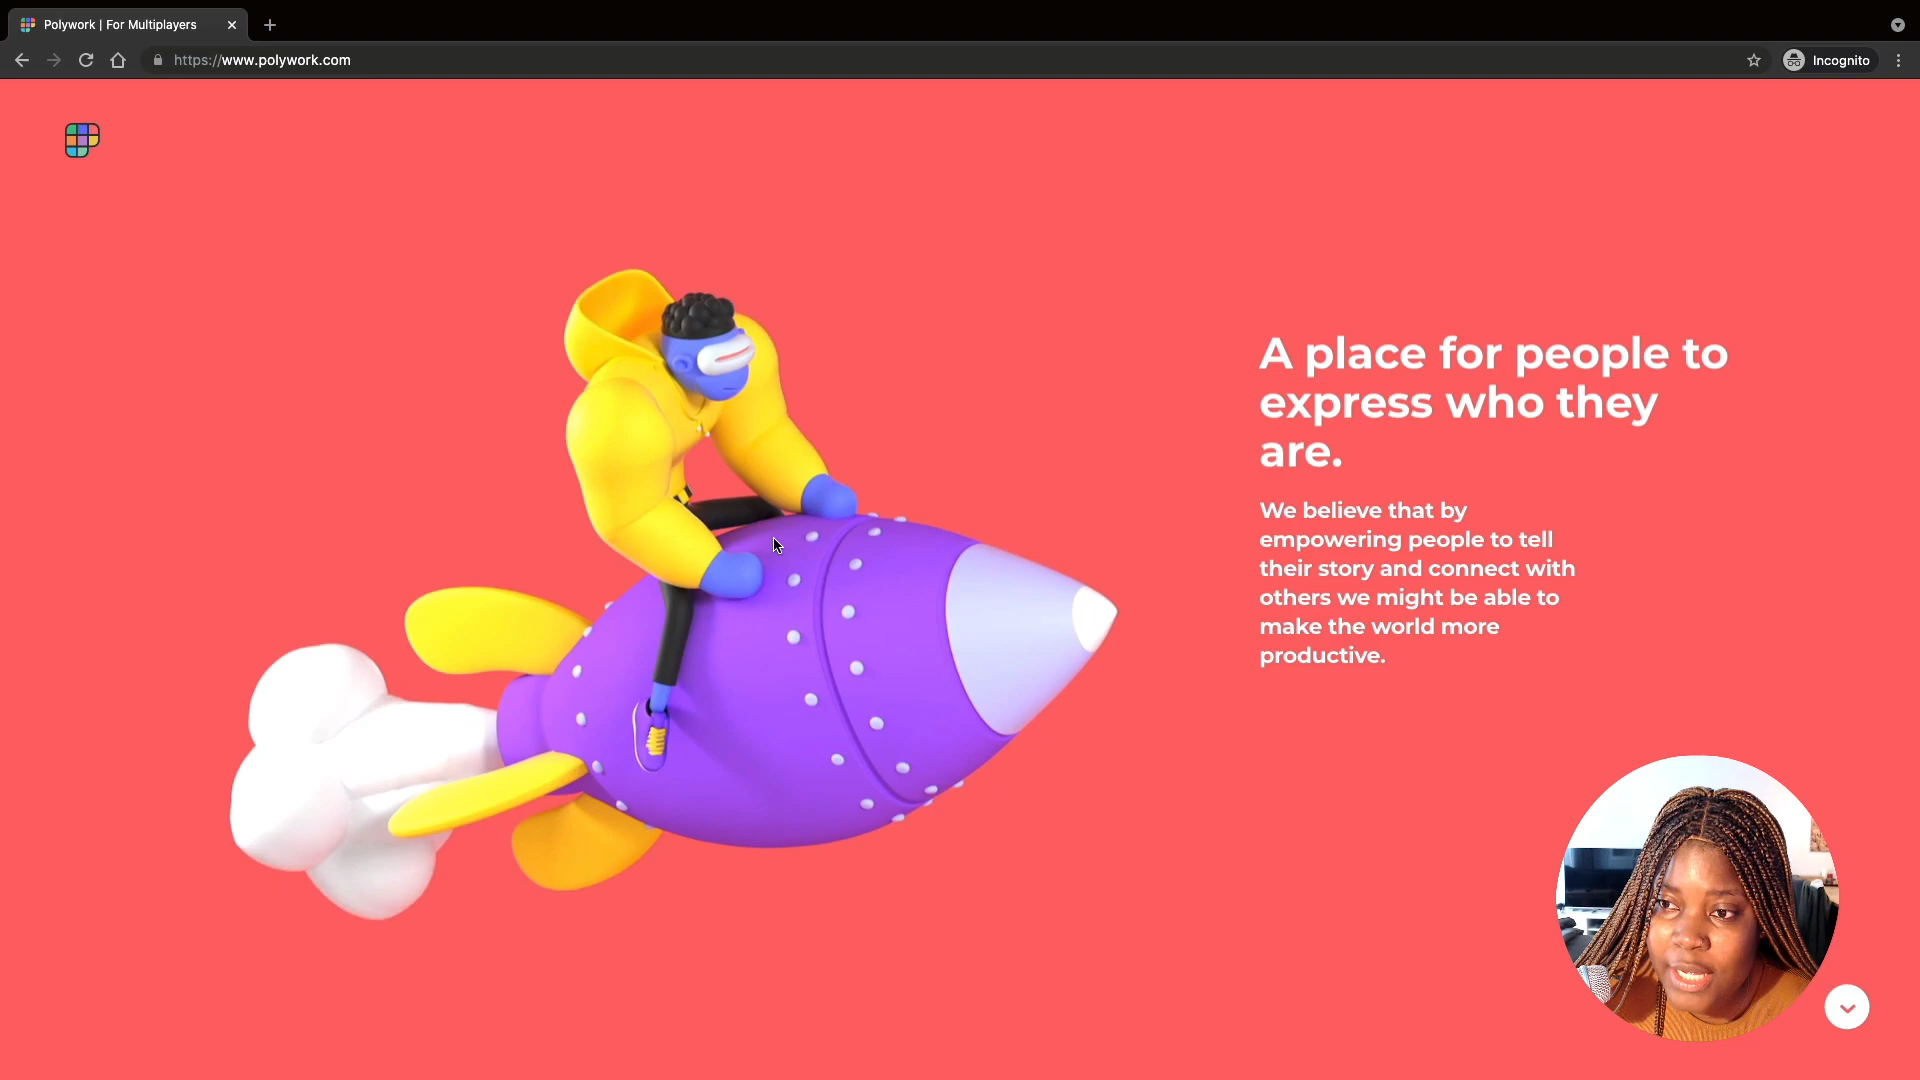 Polywork | For Multiplayers
https://www.polywork.com
Incognito
A place for people to
express who they
are.
We believe that by
empowering people to tell
their story and connect with
others we might be able to
make the world more
productive.